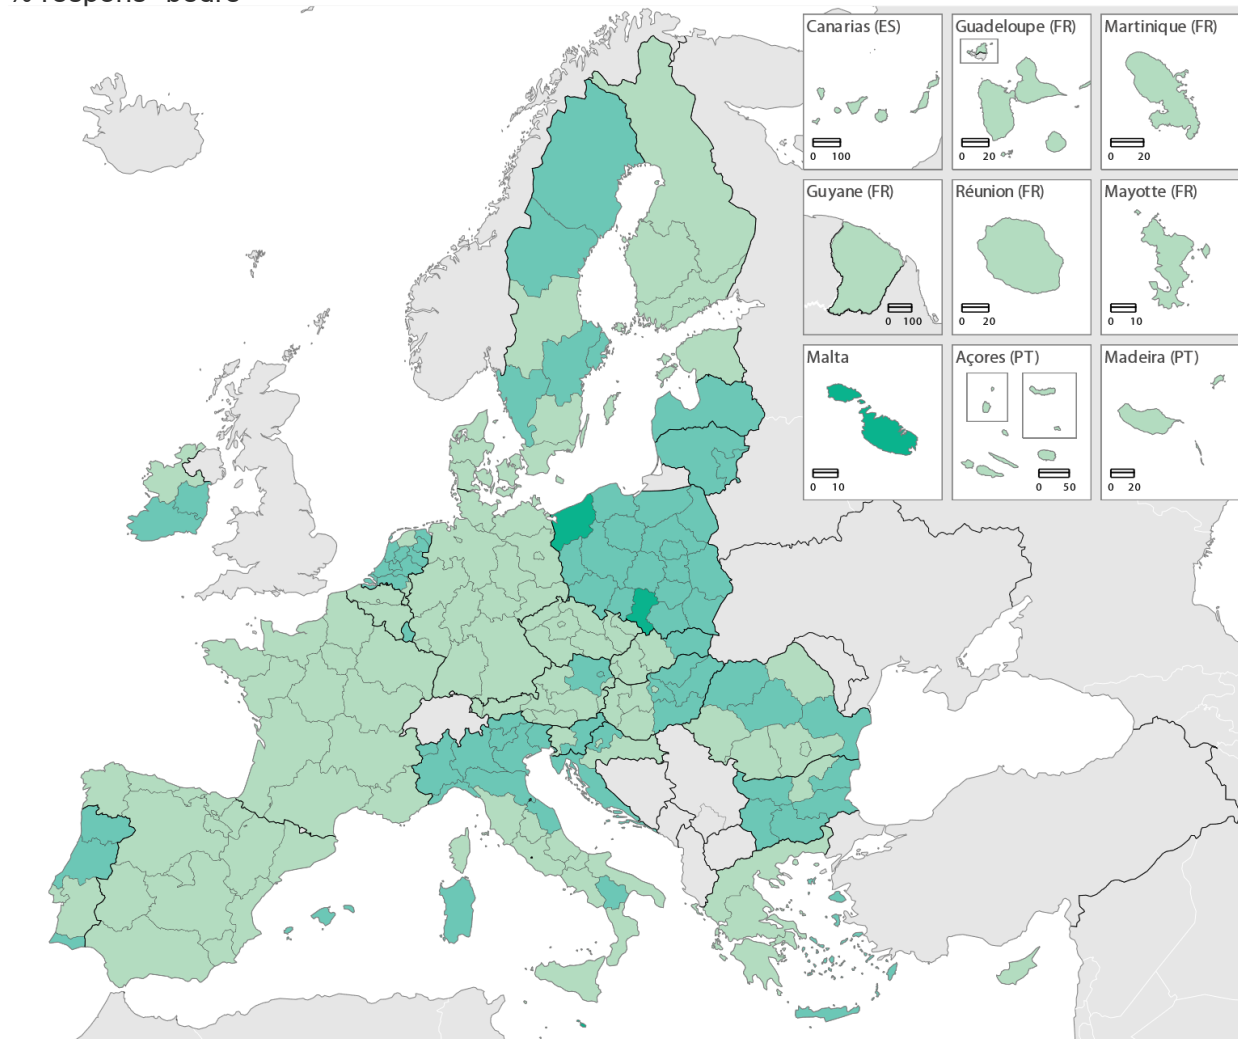 Canarias (ES)
0 100
Guadeloupe (FR)
0 20
Martinique (FR)
0 20
Guyane (FR)
0 100
Réunion (FR)
0 20
Mayotte (FR)
0 10
Malta
0 10
Açores (PT)
0 50
Madeira (PT)
0 20